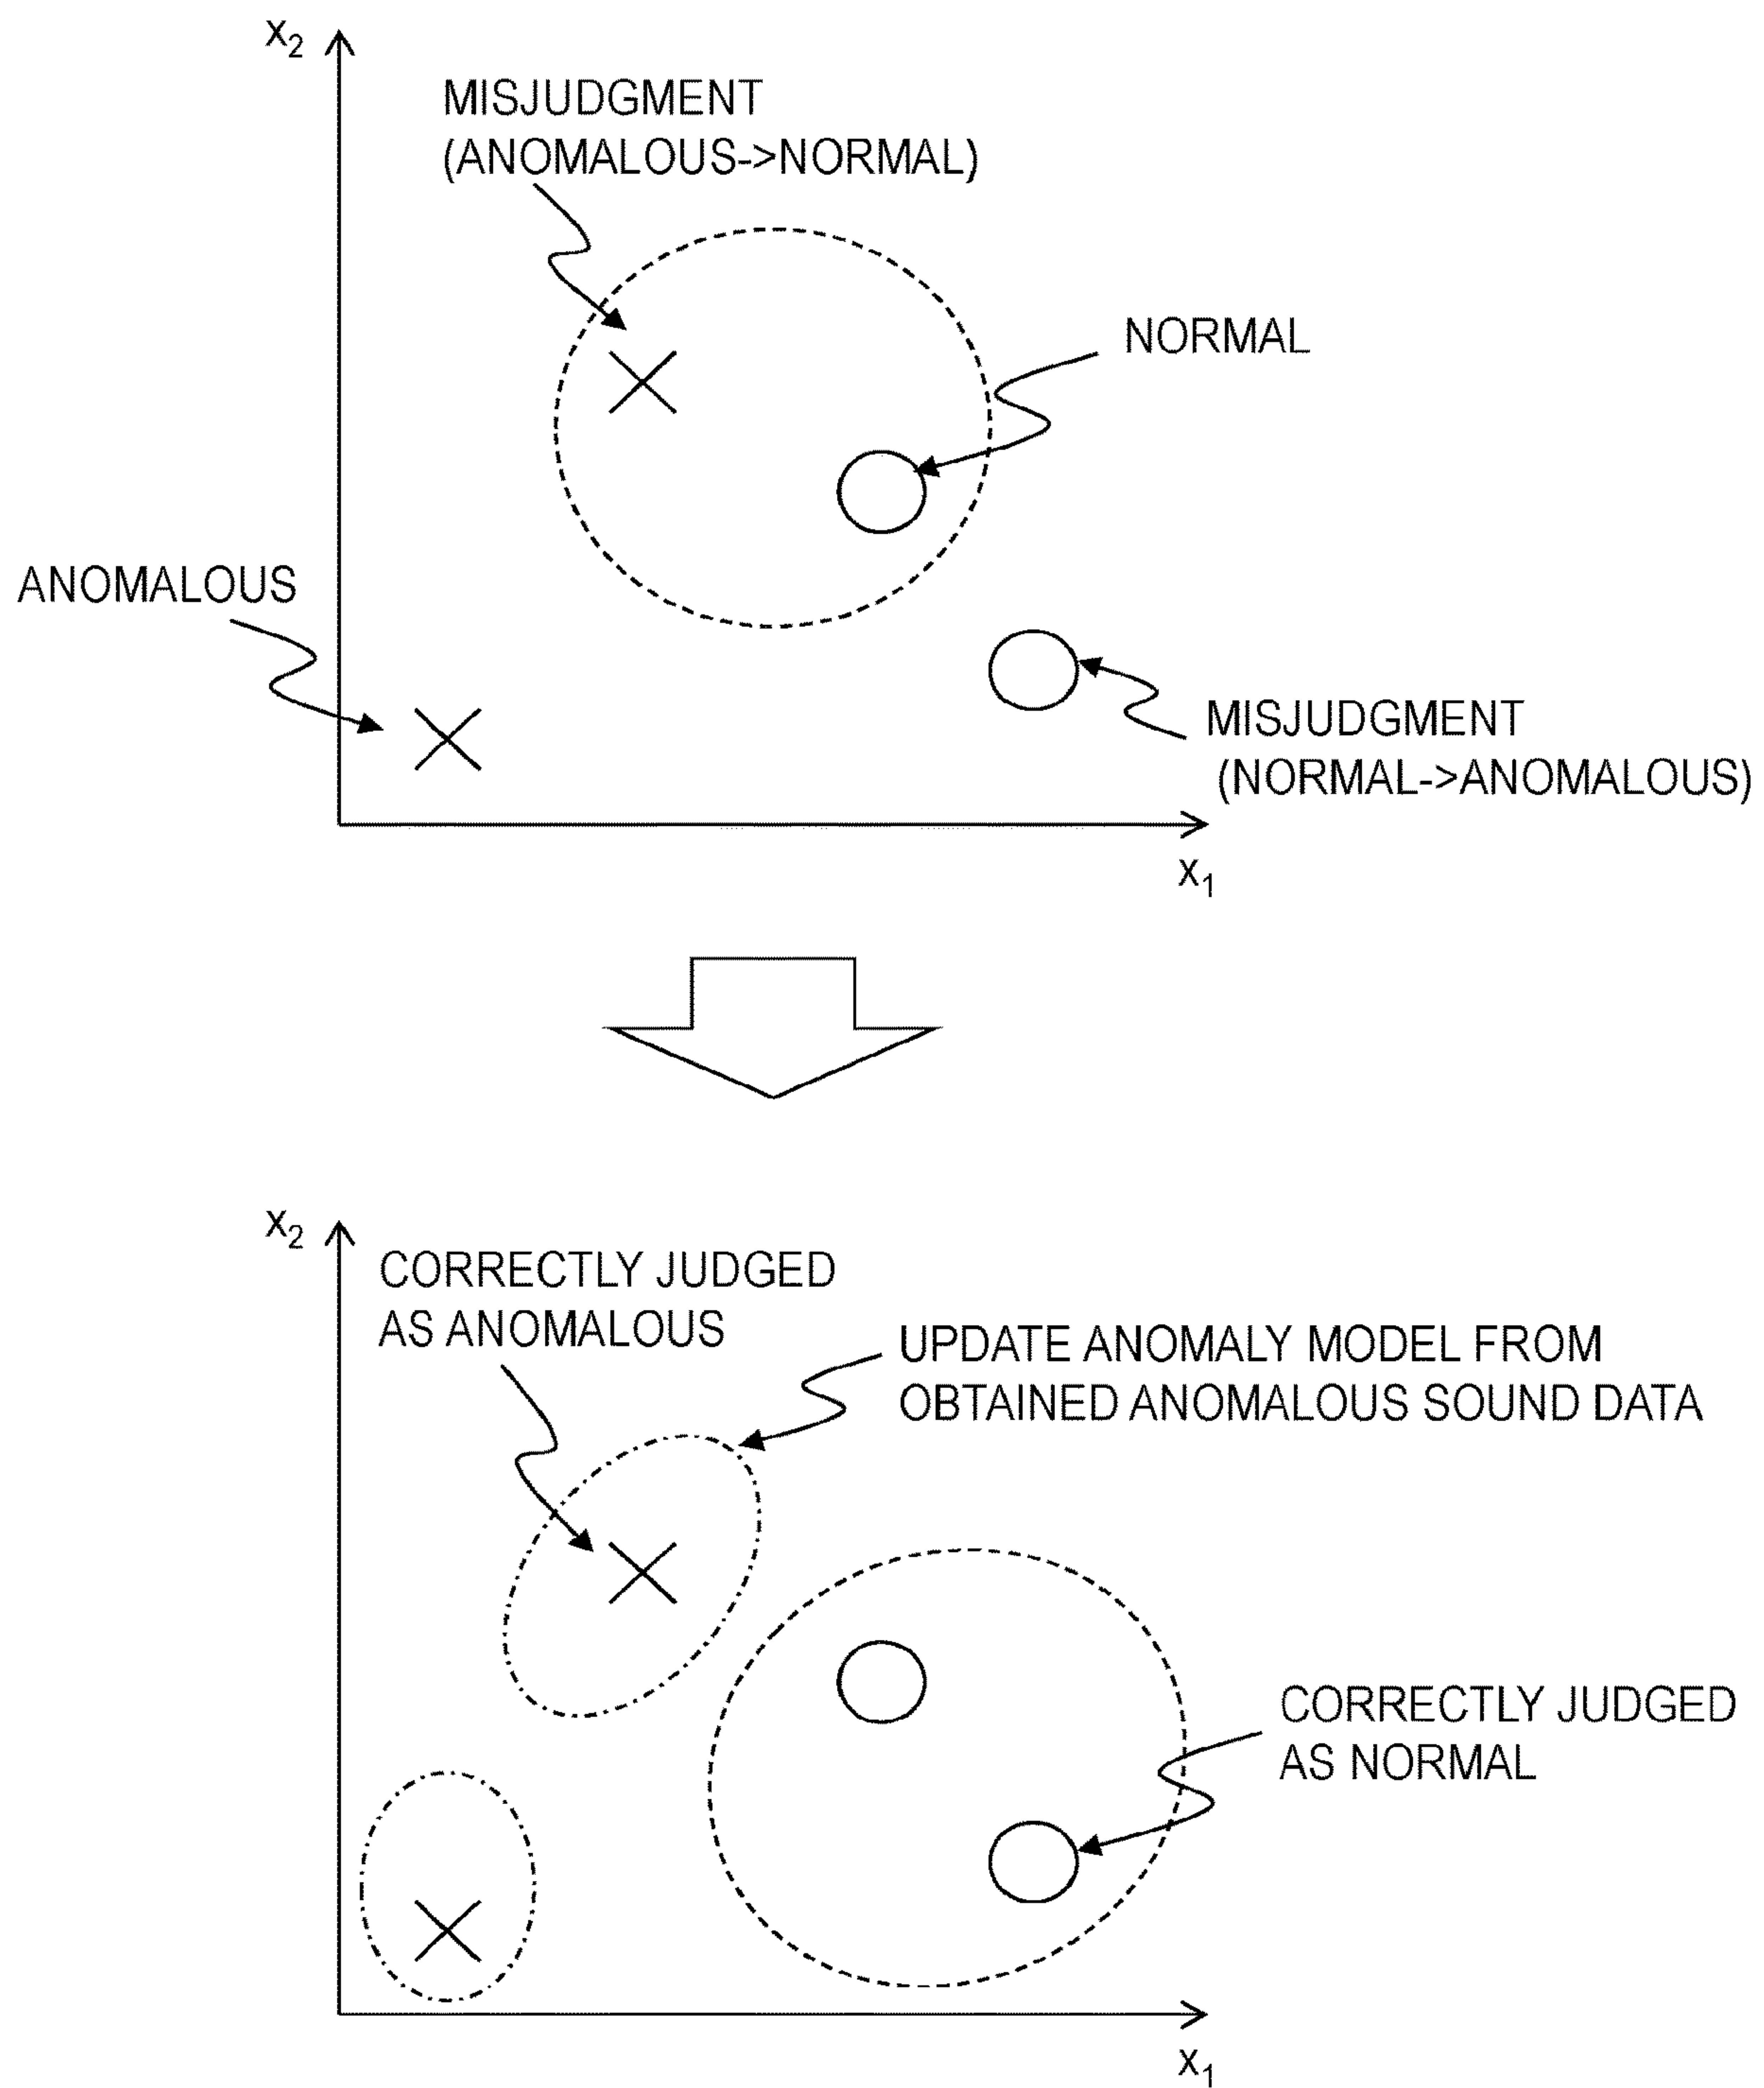 x2
MISJUDGMENT
(ANOMALOUS->NORMAL)
NORMAL
ANOMALOUS
MISJUDGMENT
(NORMAL->ANOMALOUS)
x1
x2
CORRECTLY JUDGED
AS ANOMALOUS
UPDATE ANOMALY MODEL FROM
OBTAINED ANOMALOUS SOUND DATA
CORRECTLY JUDGED
AS NORMAL
x1